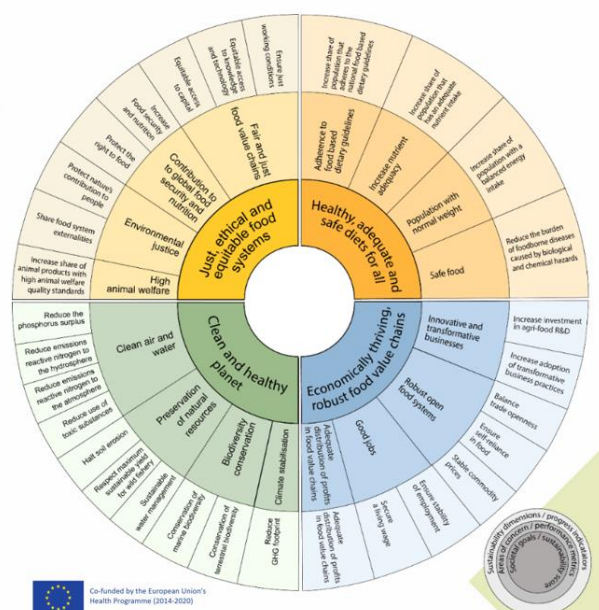 Just, ethical and
equitable food
systems
Fair and just
food value chains
Ensure just
working conditions
Equitable access
to knowledge
and technology
Equitable access
to capital
Contribution
to global food
security and
nutrition
Increase
Food security
and nutrition
Protect the
right to food
Environmental
justice
Protect nature's
contribution to
people
Share food system
externalities
High
animal welfare
Increase share of
animal products with
high animal welfare
quality standards
Healthy, adequate and
safe diets for all
Adherence to
food based
dietary guidelines
Increase share of
population that
adheres to the
national food based
dietary guidelines
Increase nutrient
adequacy
Increase share of
population that
has an adequate
nutrient intake
Population with
normal weight
Increase share of
population with a
balanced energy
intake
Safe food
Reduce the burden
of foodborne diseases
caused by biological
and chemical hazards
Clean and healthy
planet
Clean air and
water
Reduce the
phosphorus surplus
Reduce emissions
reactive nitrogen to
the hydrosphere
Reduce emissions
reactive nitrogen to
the atmosphere
Reduce use of
toxic substances
Preservation
of natural
resources
Halt soil erosion
Respect maximum
sustainable yield
for wild fishery
Sustainable
water management
Biodiversity
conservation
Conservation of
marine biodiversity
Conservation of
terrestrial biodiversity
Climate stabilisation
Reduce
GHG footprint
Economically thriving,
robust food value chains
Innovative and
transformative
businesses
Increase investment
in agri-food R&D
Increase adoption of
transformative
business practices
Robust open
food systems
Balance
trade openness
Ensure
self-reliance
in food
Stable commodity
prices
Good jobs
Ensure stability
of employment
Secure
a living wage
Adequate
distribution of profits
in food value chains
Adequate
distribution of profits
in food value chains
Sustainability dimensions / progress indicators
Areas of concern / performance metrics
Societal goals / sustainability
score
Co-funded by the European Union's
Health Programme (2014-2020)